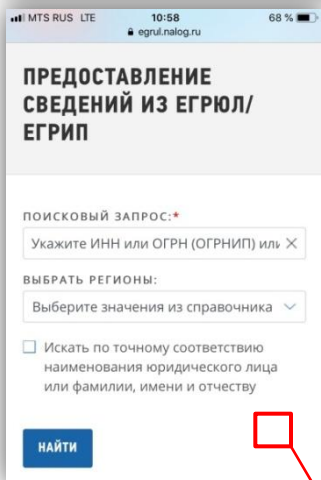 MTS RUS LTE 10:58 68 %
egrul.nalog.ru
ПРЕДОСТАВЛЕНИЕ
СВЕДЕНИЙ ИЗ ЕГРЮЛ/
ЕГРИП
ПОИСКОВЫЙ ЗАПРОС:*
Укажите ИНН или ОГРН (ОГРНИП) или
ВЫБРАТЬ РЕГИОНЫ:
Выберите значения из справочника
Искать по точному соответствию
наименования юридического лица
или фамилии, имени и отчеству
НАЙТИ